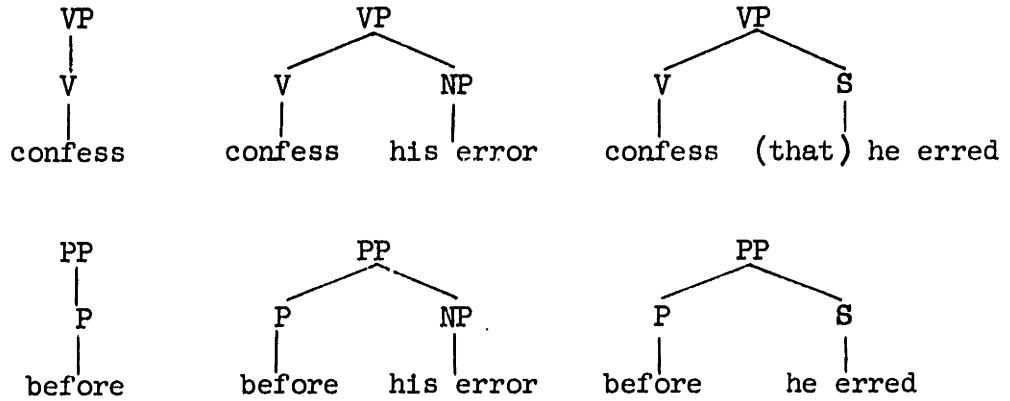 VP VP VP
V V NP V S
confess confess his error confess (that) he erred
PP PP PP
P P NP P S
before before his error before he erred